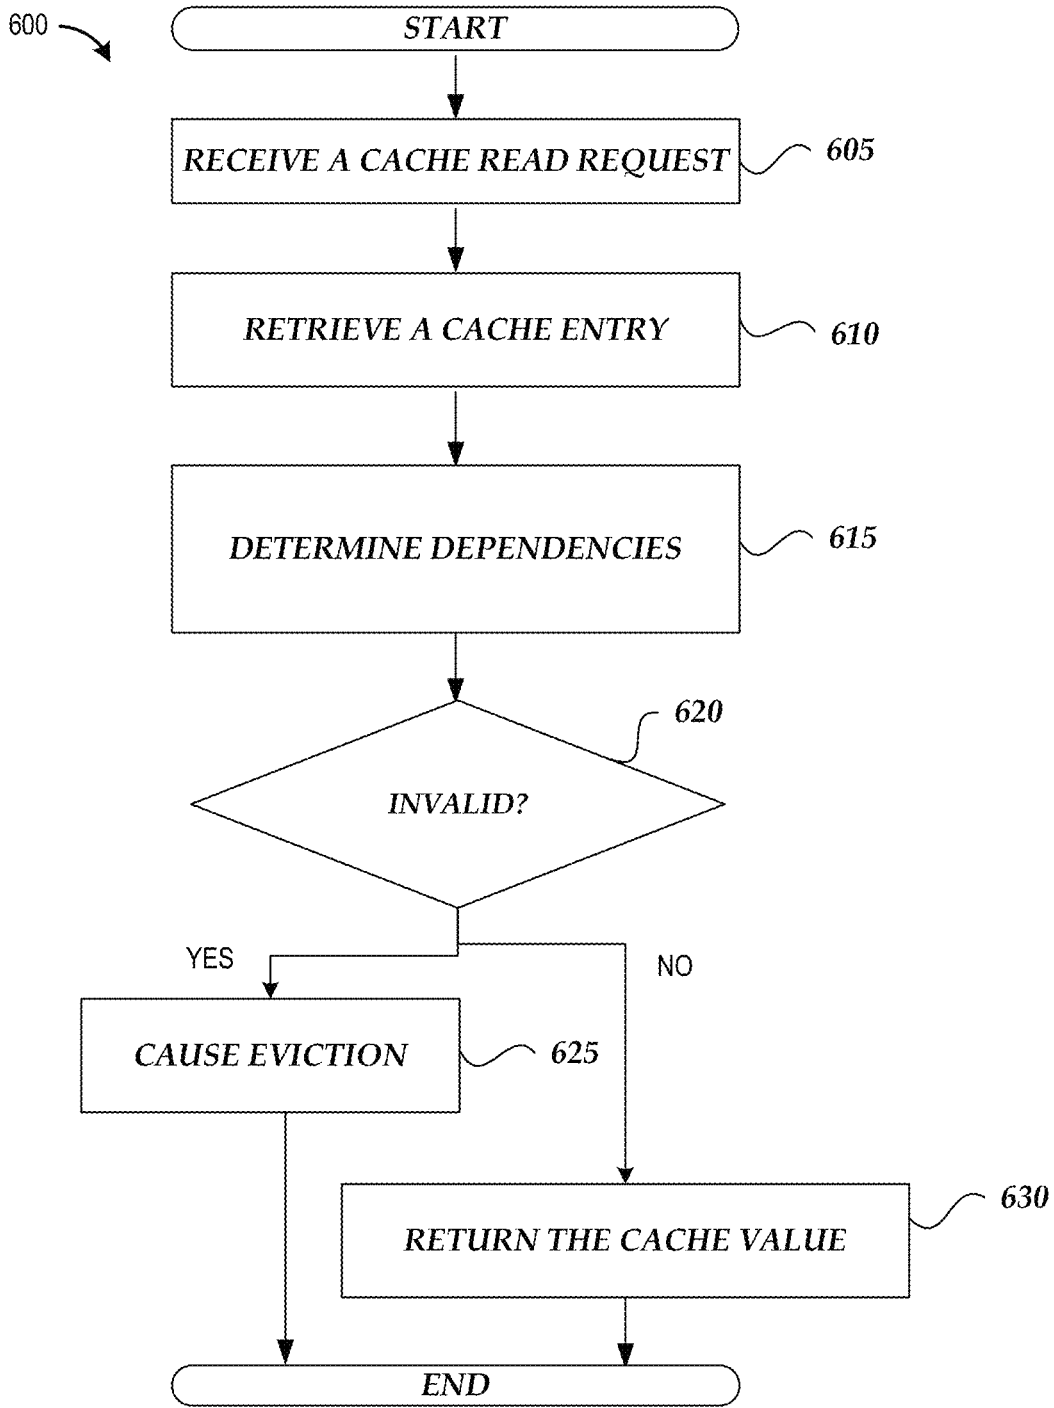 600
START
RECEIVE A CACHE READ REQUEST
605
RETRIEVE A CACHE ENTRY
610
DETERMINE DEPENDENCIES
615
620
INVALID?
YES
NO
CAUSE EVICTION
625
RETURN THE CACHE VALUE
630
END